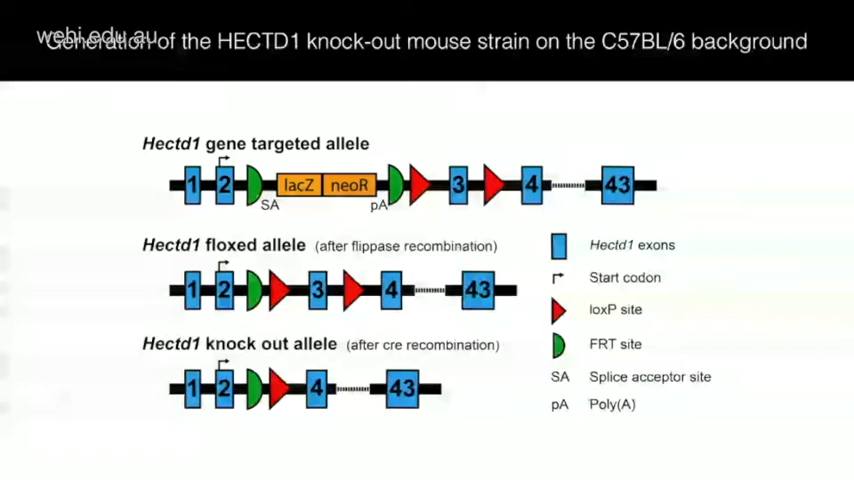 wehi.edu.au
Generation of the HECTD1 knock-out mouse strain on the C57BL/6 background
Hectd1 gene targeted allele
1 2 lacZ neoR 3 4 43
SA pA
Hectd1 floxed allele (after flippase recombination)
1 2 3 4 43
Hectd1 knock out allele (after cre recombination)
1 2 4 43
Hectd1 exons
Start codon
loxP site
FRT site
SA Splice acceptor site
pA Poly(A)